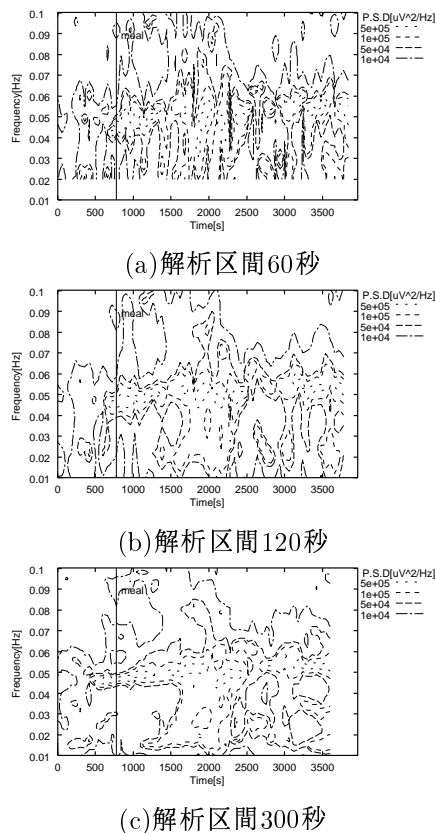 P.S.D[uV^2/Hz]
5e+05
1e+05
5e+04
1e+04
0.1
0.09
0.08
0.07
0.06
0.05
0.04
0.03
0.02
0.01
Frequency[Hz]
meal
0 500 1000 1500 2000 2500 3000 3500
Time[s]
(a)解析区間60秒
P.S.D[uV^2/Hz]
5e+05
1e+05
5e+04
1e+04
0.1
0.09
0.08
0.07
0.06
0.05
0.04
0.03
0.02
0.01
Frequency[Hz]
meal
0 500 1000 1500 2000 2500 3000 3500
Time[s]
(b)解析区間120秒
P.S.D[uV^2/Hz]
5e+05
1e+05
5e+04
1e+04
0.1
0.09
0.08
0.07
0.06
0.05
0.04
0.03
0.02
0.01
Frequency[Hz]
meal
0 500 1000 1500 2000 2500 3000 3500
Time[s]
(c)解析区間300秒